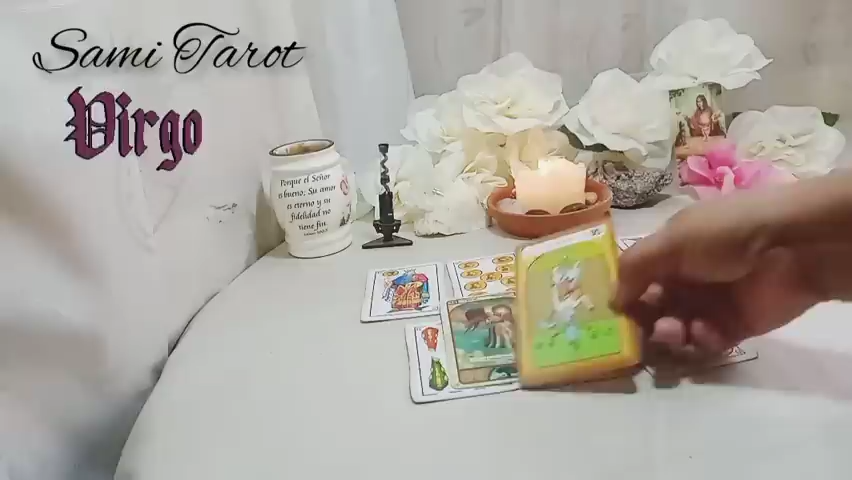 Sami Tarot
Virgo
Porque el Señor
es bueno; Su amor
es eterno y su
fidelidad no
tiene fin.